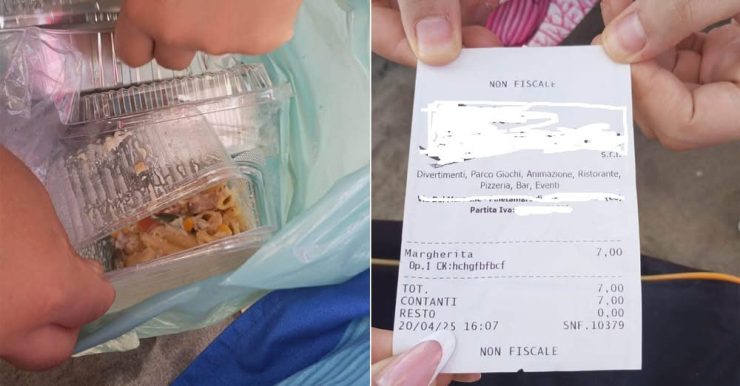 NON FISCALE
s.r.l.
Divertimenti, Parco Giochi, Animazione, Ristorante,
Pizzeria, Bar, Eventi
Partita Iva:
Margherita 7,00
Op.1 CK:hchgfbfbcf
TOT. 7,00
CONTANTI 7,00
RESTO 0,00
20/04/25 16:07 SNF.10379
NON FISCALE